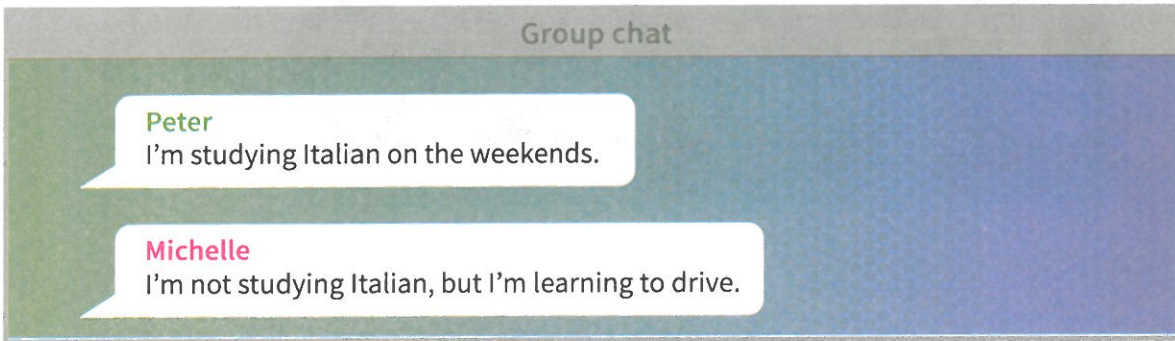 Group chat
Peter
I'm studying Italian on the weekends.
Michelle
I'm not studying Italian, but I'm learning to drive.